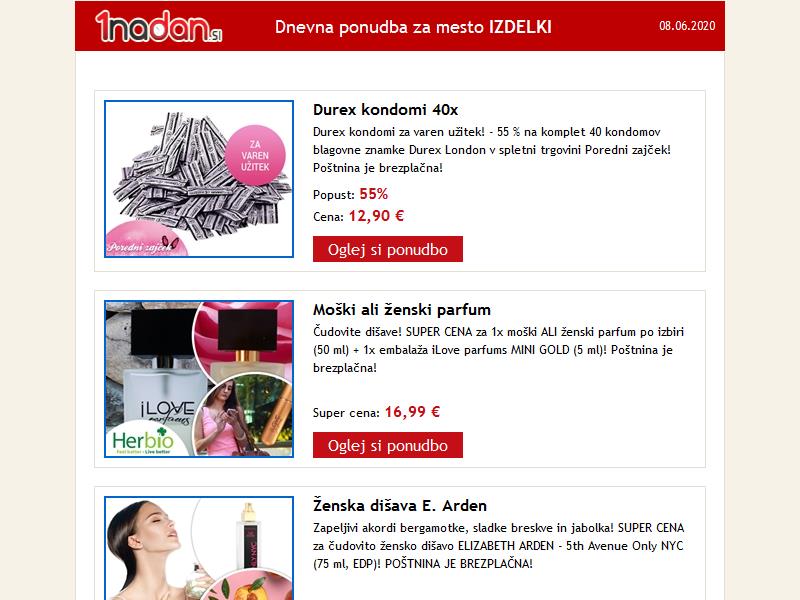 1nadan.si
Dnevna ponudba za mesto IZDELKI
08.06.2020
ZA
VAREN
UŽITEK
Poredni zajček
Durex kondomi 40x
Durex kondomi za varen užitek! - 55 % na komplet 40 kondomov
blagovne znamke Durex London v spletni trgovini Poredni zajček!
Poštnina je brezplačna!
Popust: 55%
Cena: 12,90 €
Oglej si ponudbo
iLOVE
parfums
Herbio
Feel better - Live better
Moški ali ženski parfum
Čudovite dišave! SUPER CENA za 1x moški ALI ženski parfum po izbiri
(50 ml) + 1x embalaža iLove parfums MINI GOLD (5 ml)! Poštnina je
brezplačna!
Super cena: 16,99 €
Oglej si ponudbo
Ženska dišava E. Arden
Zapeljivi akordi bergamotke, sladke breskve in jabolka! SUPER CENA
za čudovito žensko dišavo ELIZABETH ARDEN - 5th Avenue Only NYC
(75 ml, EDP)! POŠTNINA JE BREZPLAČNA!